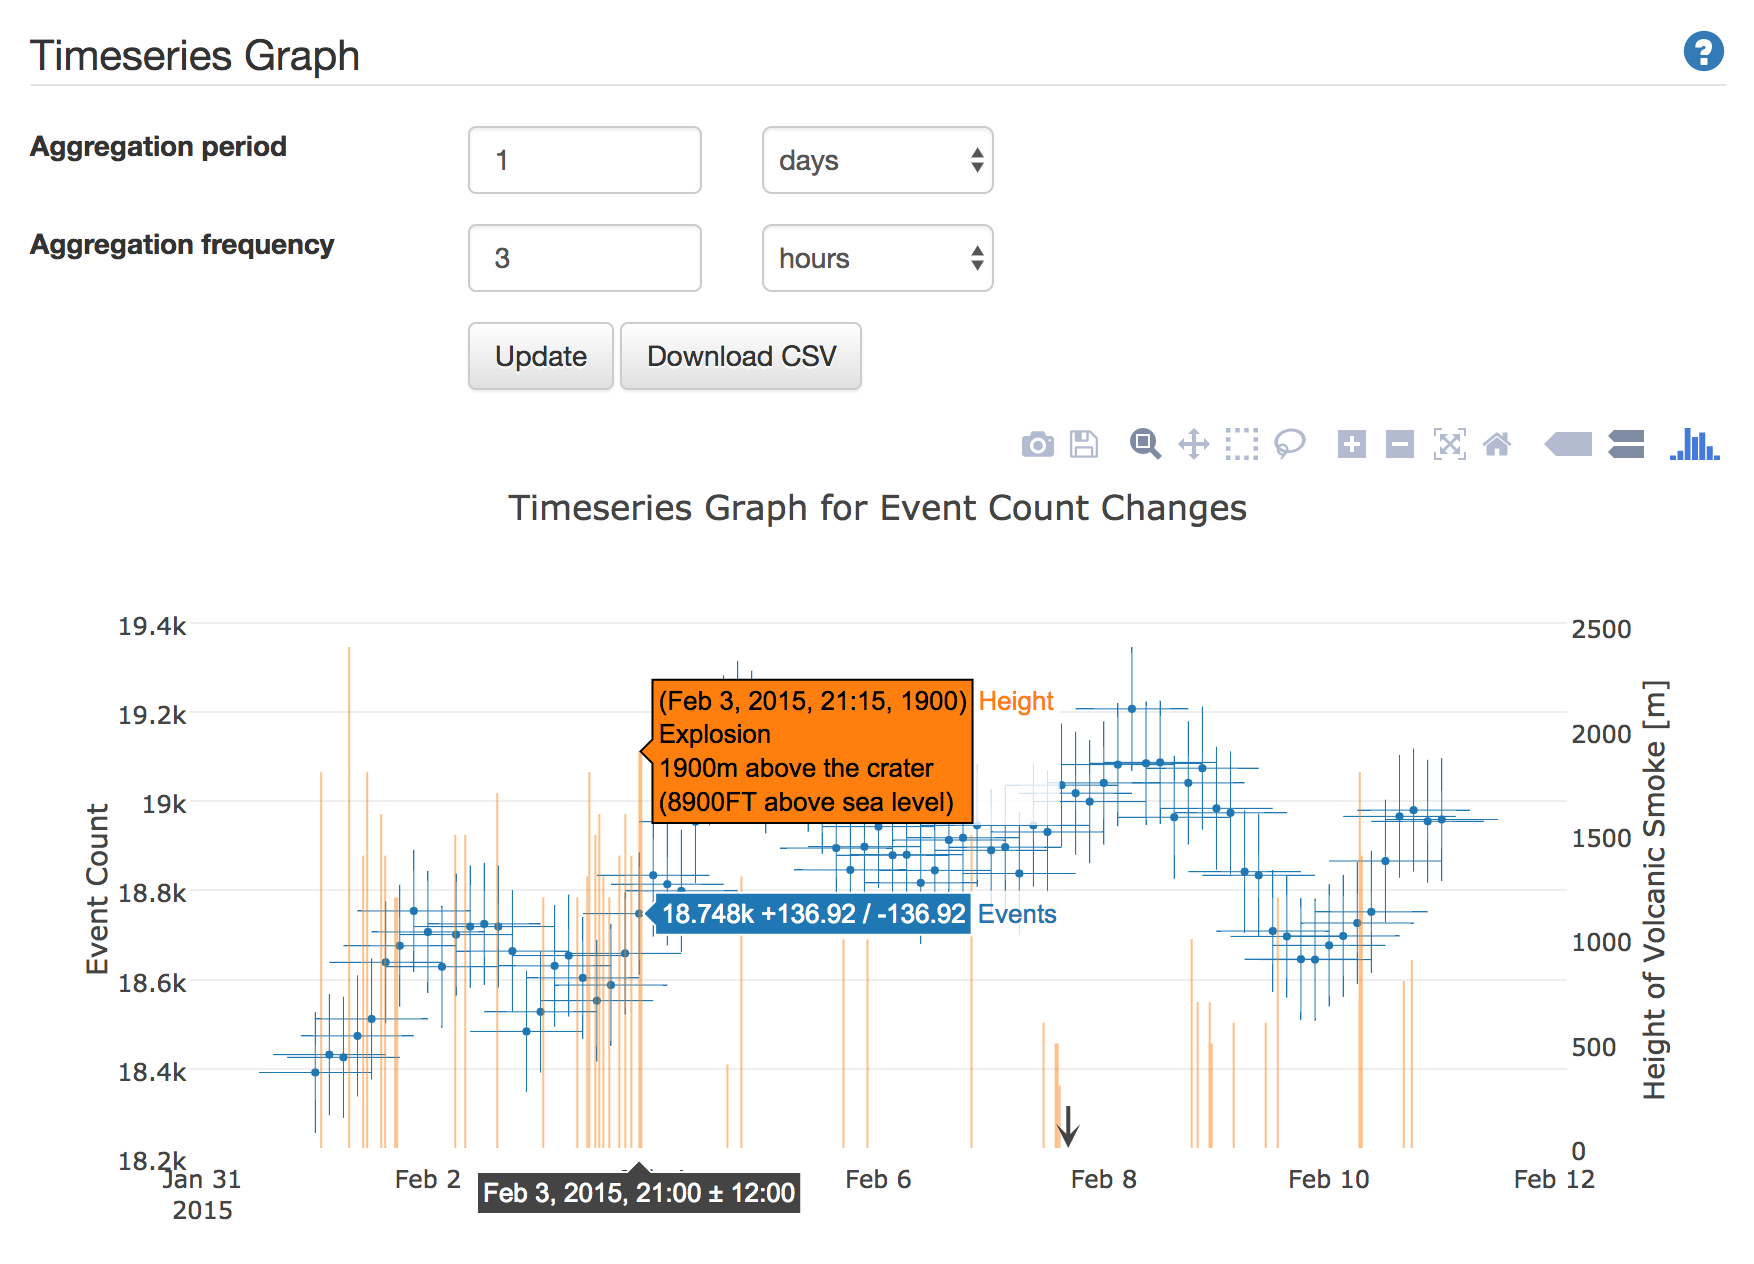 Timeseries Graph
?
Aggregation period
1
days
Aggregation frequency
3
hours
Update
Download CSV
Timeseries Graph for Event Count Changes
19.4k
19.2k
19k
18.8k
18.6k
18.4k
18.2k
Event Count
2500
2000
1500
1000
500
0
Height of Volcanic Smoke [m]
(Feb 3, 2015, 21:15, 1900)
Height
Explosion
1900m above the crater
(8900FT above sea level)
18.748k +136.92 / -136.92
Events
Jan 31
2015
Feb 2
Feb 6
Feb 8
Feb 10
Feb 12
Feb 3, 2015, 21:00 ± 12:00